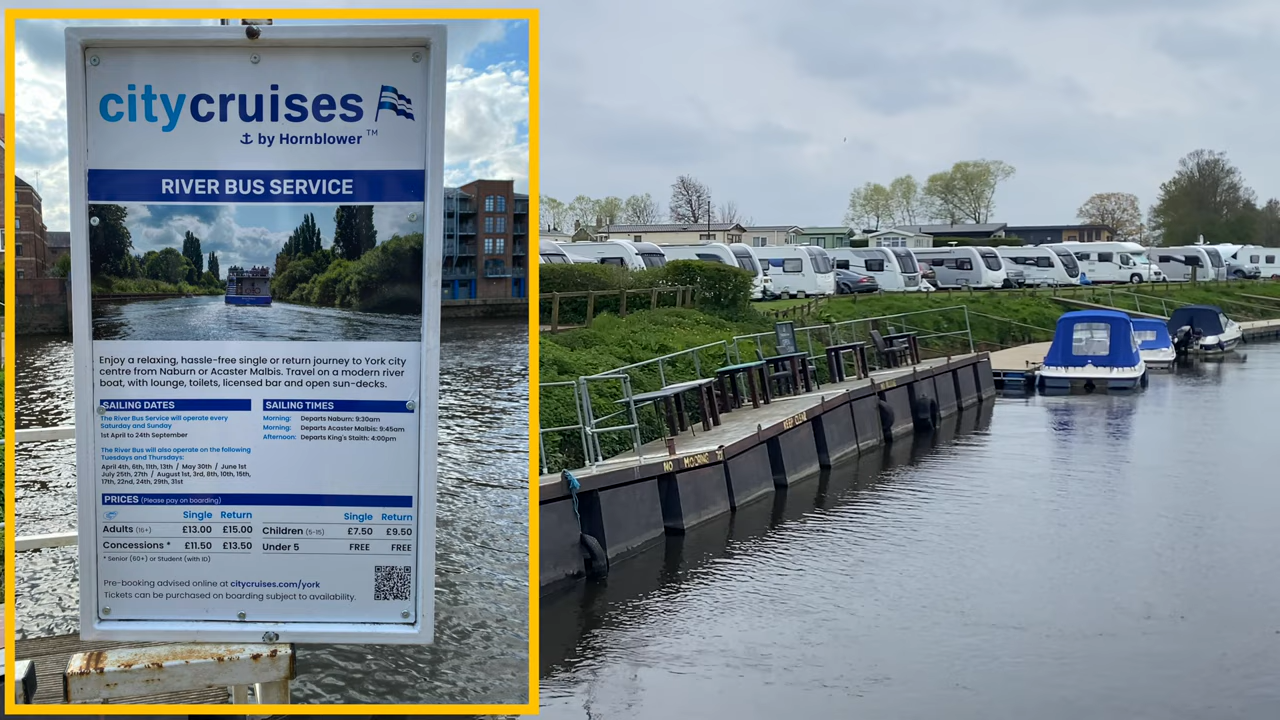 citycruises
by Hornblower TM
RIVER BUS SERVICE
Enjoy a relaxing, hassle-free single or return journey to York city
centre from Naburn or Acaster Malbis. Travel on a modern river
boat, with lounge, toilets, licensed bar and open sun-decks.
SAILING DATES
The River Bus Service will operate every
Saturday and Sunday
1st April to 24th September
The River Bus will also operate on the following
Tuesdays and Thursdays:
April 4th, 6th, 11th, 13th / May 30th / June 1st
July 25th, 27th / August 1st, 3rd, 8th, 10th, 15th,
17th, 22nd, 24th, 29th, 31st
SAILING TIMES
Morning: Departs Naburn: 9:30am
Morning: Departs Acaster Malbis: 9:45am
Afternoon: Departs King's Staith: 4:00pm
PRICES (Please pay on boarding)
Single Return
Adults (16+) £13.00 £15.00
Concessions * £11.50 £13.50
* Senior (60+) or Student (with ID)
Single Return
Children (5-15) £7.50 £9.50
Under 5 FREE FREE
Pre-booking advised online at citycruises.com/york
Tickets can be purchased on boarding subject to availability.
NO MOORING
KEEP CLEAR